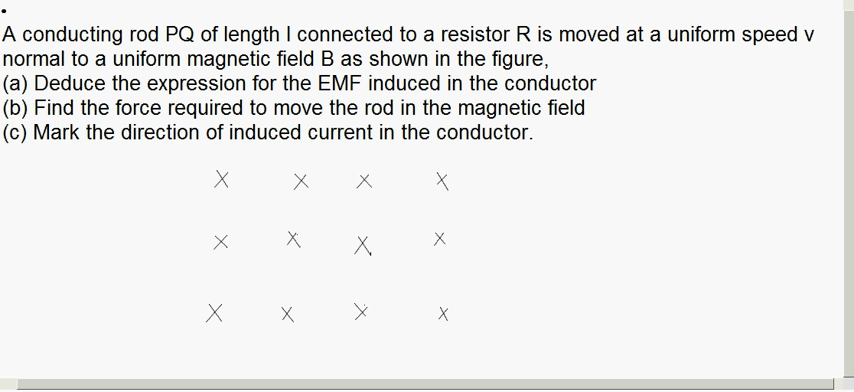 A conducting rod PQ of length l connected to a resistor R is moved at a uniform speed v
normal to a uniform magnetic field B as shown in the figure,
(a) Deduce the expression for the EMF induced in the conductor
(b) Find the force required to move the rod in the magnetic field
(c) Mark the direction of induced current in the conductor.
X X X X
X X X X
X X X X